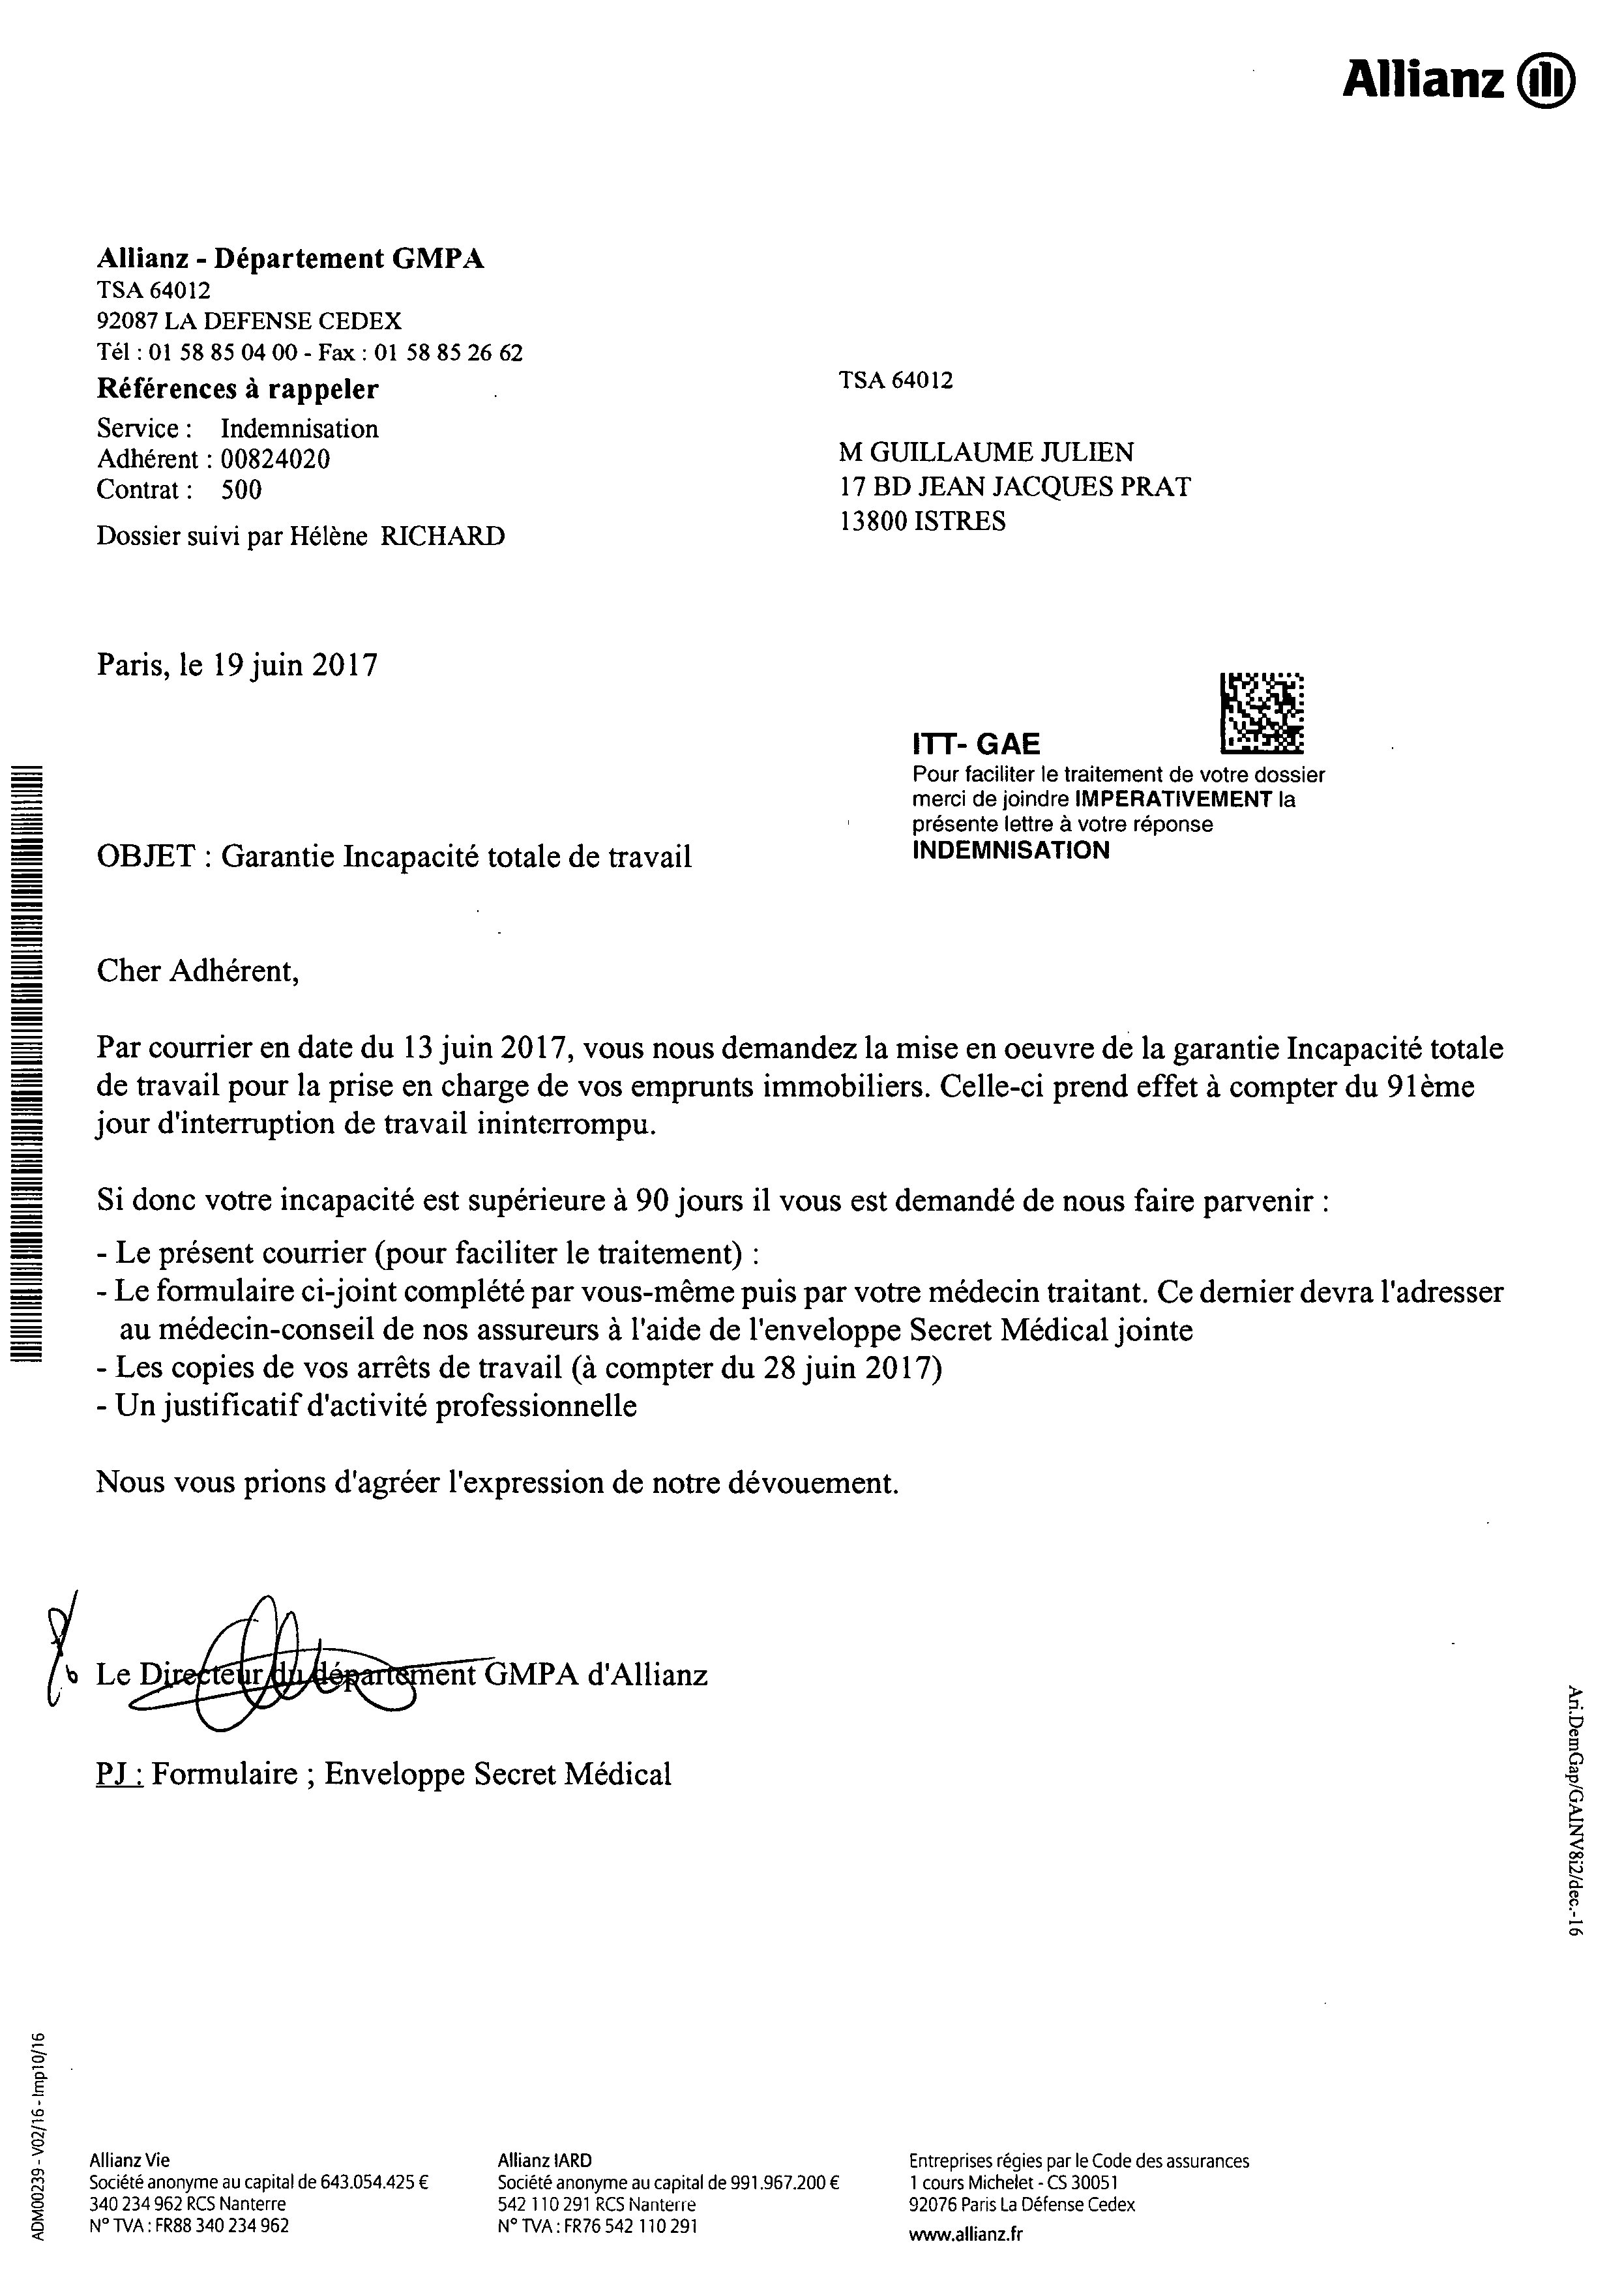 Allianz
Allianz - Département GMPA
TSA 64012
92087 LA DEFENSE CEDEX
Tél : 01 58 85 04 00 - Fax : 01 58 85 26 62
Références à rappeler
Service : Indemnisation
Adhérent : 00824020
Contrat : 500
Dossier suivi par Hélène RICHARD
TSA 64012
M GUILLAUME JULIEN
17 BD JEAN JACQUES PRAT
13800 ISTRES
Paris, le 19 juin 2017
ITT- GAE
Pour faciliter le traitement de votre dossier
merci de joindre IMPERATIVEMENT la
présente lettre à votre réponse
INDEMNISATION
OBJET : Garantie Incapacité totale de travail
Cher Adhérent,
Par courrier en date du 13 juin 2017, vous nous demandez la mise en oeuvre de la garantie Incapacité totale
de travail pour la prise en charge de vos emprunts immobiliers. Celle-ci prend effet à compter du 91ème
jour d'interruption de travail ininterrompu.
Si donc votre incapacité est supérieure à 90 jours il vous est demandé de nous faire parvenir :
- Le présent courrier (pour faciliter le traitement) :
- Le formulaire ci-joint complété par vous-même puis par votre médecin traitant. Ce dernier devra l'adresser
au médecin-conseil de nos assureurs à l'aide de l'enveloppe Secret Médical jointe
- Les copies de vos arrêts de travail (à compter du 28 juin 2017)
- Un justificatif d'activité professionnelle
Nous vous prions d'agréer l'expression de notre dévouement.
Le Directeur du département GMPA d'Allianz
PJ : Formulaire ; Enveloppe Secret Médical
Ari.DemGap/GAINV8i2/dec.-16
ADM00239 - V02/16 - Imp10/16
Allianz Vie
Société anonyme au capital de 643.054.425 €
340 234 962 RCS Nanterre
N° TVA : FR88 340 234 962
Allianz IARD
Société anonyme au capital de 991.967.200 €
542 110 291 RCS Nanterre
N° TVA : FR76 542 110 291
Entreprises régies par le Code des assurances
1 cours Michelet - CS 30051
92076 Paris La Défense Cedex
www.allianz.fr